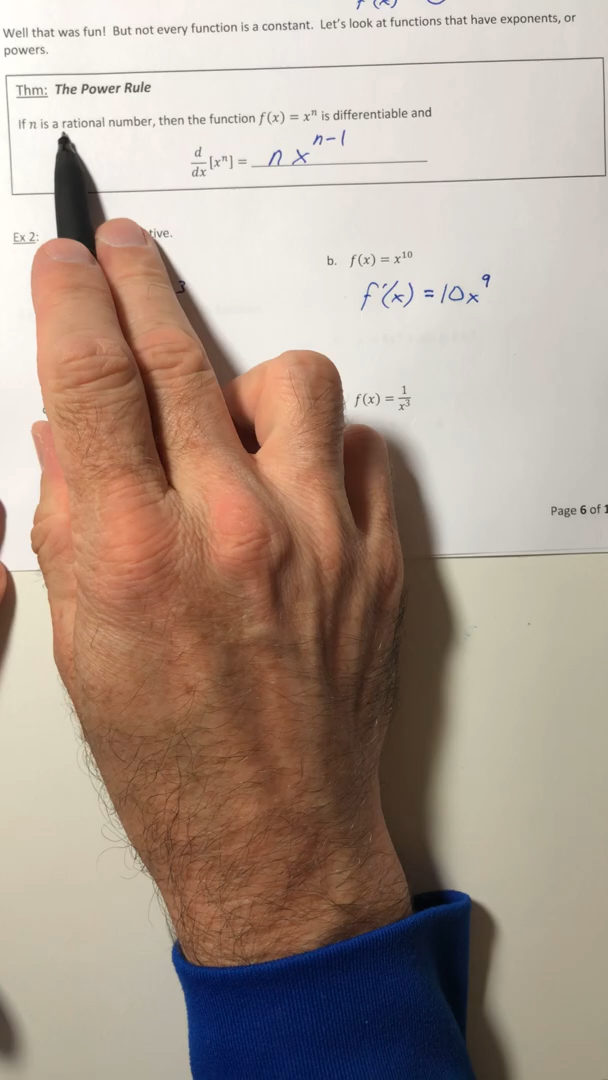 Well that was fun! But not every function is a constant. Let's look at functions that have exponents, or
powers.
Thm: The Power Rule
If n is a rational number, then the function f(x) = xⁿ is differentiable and
d/dx [xⁿ] = n x^(n-1)
Ex 2:
b. f(x) = x¹⁰
3
f'(x) = 10x⁹
f(x) = 1/x³
Page 6 of 1